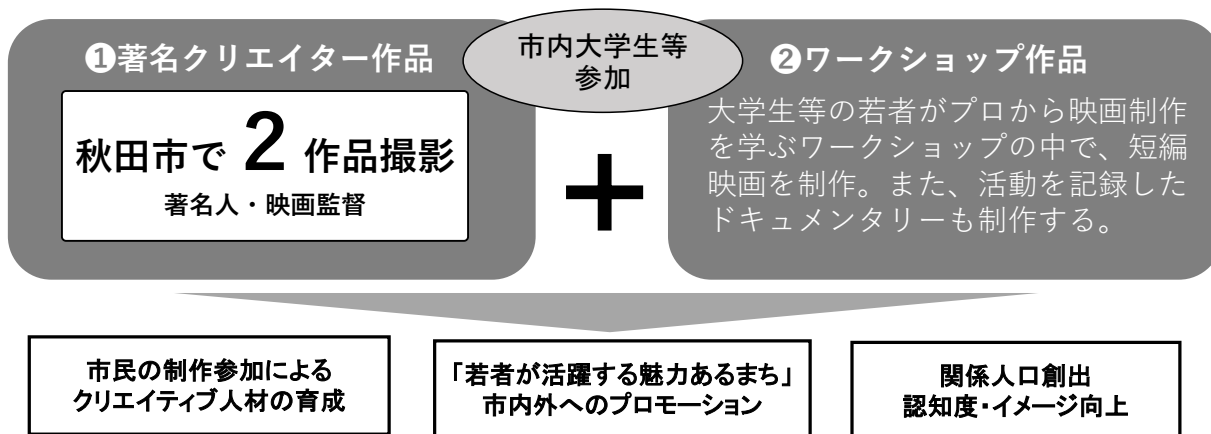 ❶著名クリエイター作品
秋田市で 2 作品撮影
著名人・映画監督
市内大学生等
参加
+
❷ワークショップ作品
大学生等の若者がプロから映画制作
を学ぶワークショップの中で、短編
映画を制作。また、活動を記録した
ドキュメンタリーも制作する。
市民の制作参加による
クリエイティブ人材の育成
「若者が活躍する魅力あるまち」
市内外へのプロモーション
関係人口創出
認知度・イメージ向上